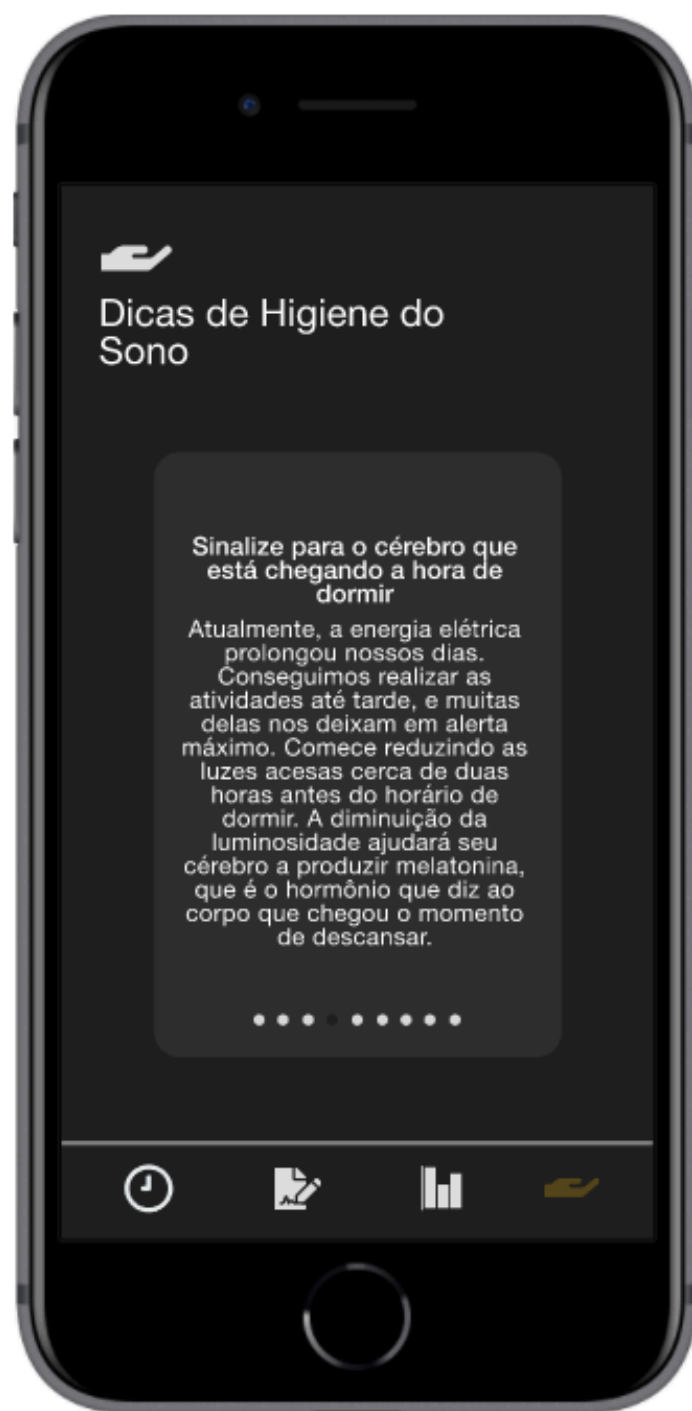 Dicas de Higiene do
Sono
Sinalize para o cérebro que
está chegando a hora de
dormir
Atualmente, a energia elétrica
prolongou nossos dias.
Conseguimos realizar as
atividades até tarde, e muitas
delas nos deixam em alerta
máximo. Comece reduzindo as
luzes acesas cerca de duas
horas antes do horário de
dormir. A diminuição da
luminosidade ajudará seu
cérebro a produzir melatonina,
que é o hormônio que diz ao
corpo que chegou o momento
de descansar.